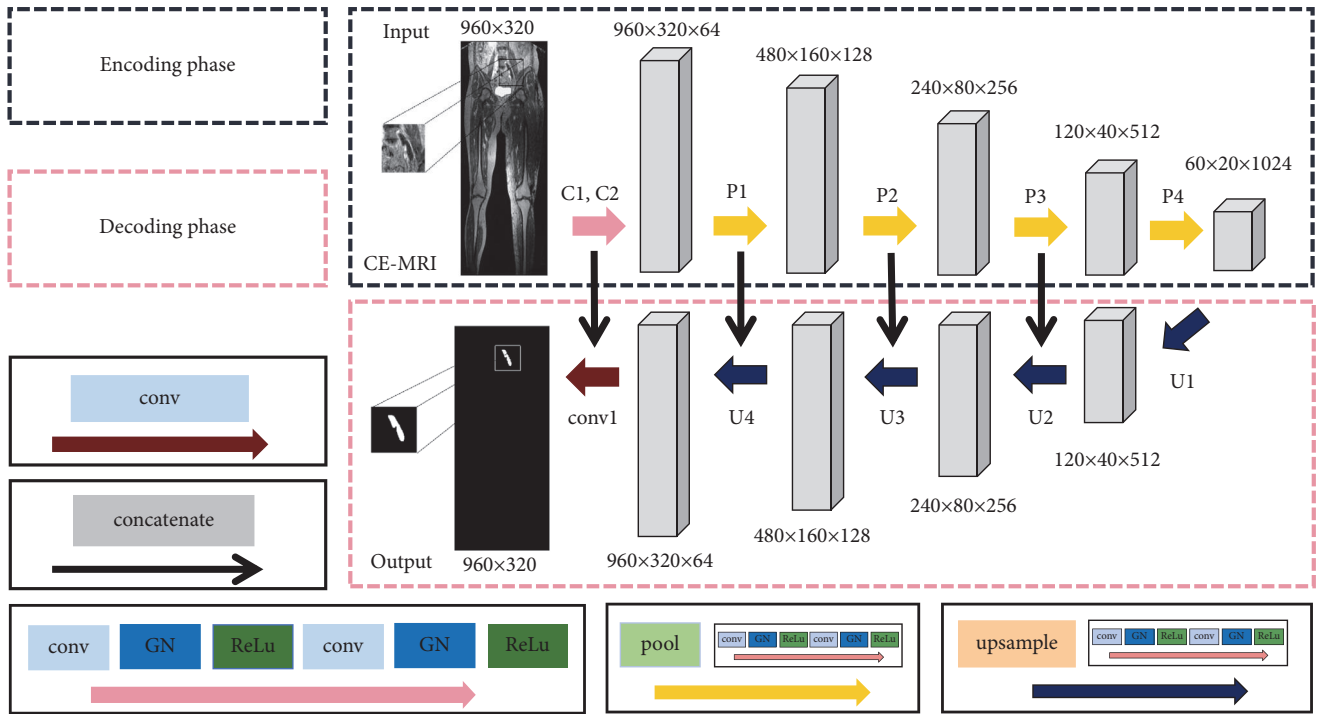 Encoding phase
Decoding phase
Input
960×320
960×320×64
480×160×128
240×80×256
120×40×512
60×20×1024
C1, C2
P1
P2
P3
P4
CE-MRI
conv1
U4
U3
U2
U1
Output
960×320
960×320×64
480×160×128
240×80×256
120×40×512
conv
concatenate
conv GN ReLu conv GN ReLu
pool
conv GN ReLu conv GN ReLu
upsample
conv GN ReLu conv GN ReLu